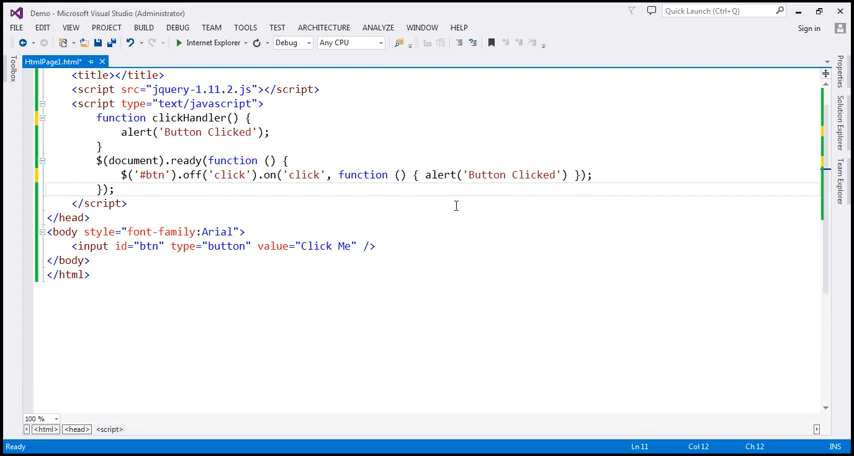 Demo - Microsoft Visual Studio (Administrator)
Quick Launch (Ctrl+Q)
FILE EDIT VIEW PROJECT BUILD DEBUG TEAM TOOLS TEST ARCHITECTURE ANALYZE WINDOW HELP
Sign in
Internet Explorer Debug Any CPU
HtmlPage1.html*
Toolbox
Properties
Solution Explorer
Team Explorer
<title></title>
<script src="jquery-1.11.2.js"></script>
<script type="text/javascript">
function clickHandler() {
alert('Button Clicked');
}
$(document).ready(function () {
$('#btn').off('click').on('click', function () { alert('Button Clicked') });
});
</script>
</head>
<body style="font-family:Arial">
<input id="btn" type="button" value="Click Me" />
</body>
</html>
100 %
<html> <head> <script>
Ready Ln 11 Col 12 Ch 12 INS